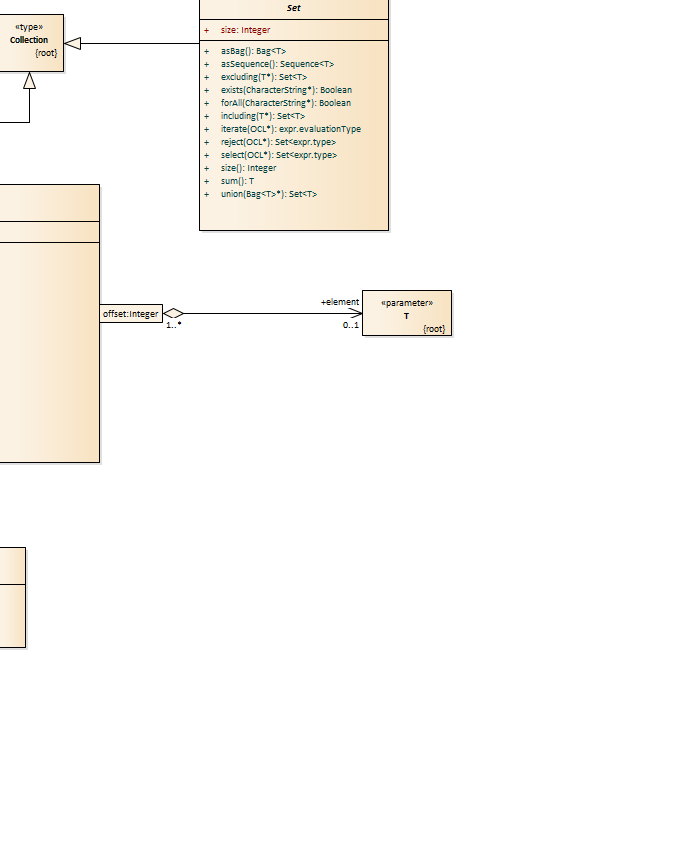 Set
+ size: Integer
+ asBag(): Bag<T>
+ asSequence(): Sequence<T>
+ excluding(T*): Set<T>
+ exists(CharacterString*): Boolean
+ forAll(CharacterString*): Boolean
+ including(T*): Set<T>
+ iterate(OCL*): expr.evaluationType
+ reject(OCL*): Set<expr.type>
+ select(OCL*): Set<expr.type>
+ size(): Integer
+ sum(): T
+ union(Bag<T>*): Set<T>
«type»
Collection
{root}
offset:Integer
1..*
+element
0..1
«parameter»
T
{root}